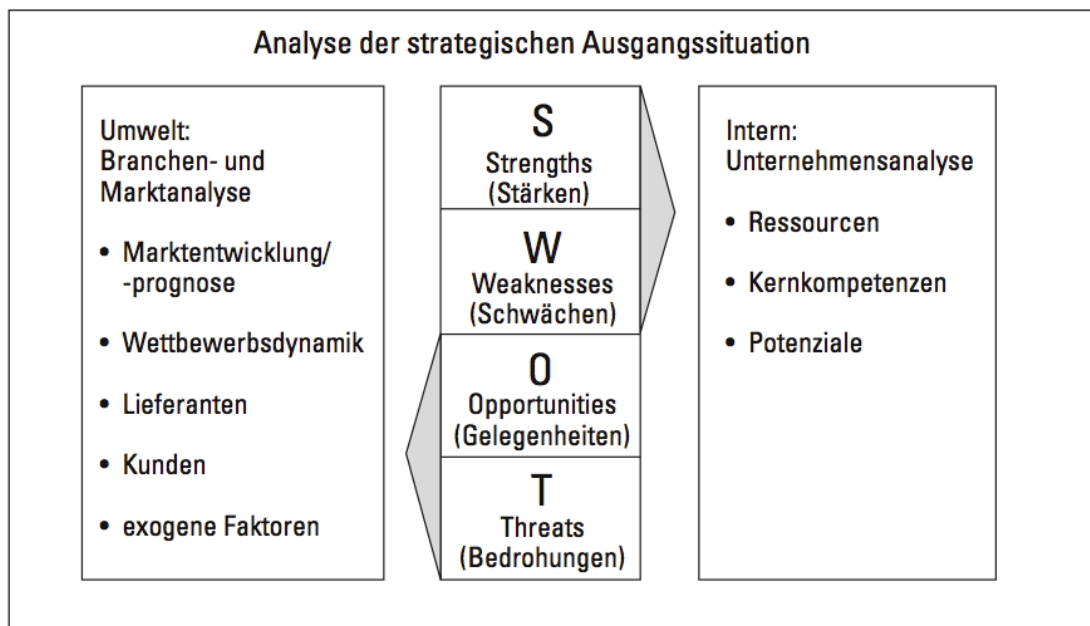 Analyse der strategischen Ausgangssituation
Umwelt:
Branchen- und
Marktanalyse
• Marktentwicklung/
-prognose
• Wettbewerbsdynamik
• Lieferanten
• Kunden
• exogene Faktoren
S
Strengths
(Stärken)
W
Weaknesses
(Schwächen)
O
Opportunities
(Gelegenheiten)
T
Threats
(Bedrohungen)
Intern:
Unternehmensanalyse
• Ressourcen
• Kernkompetenzen
• Potenziale